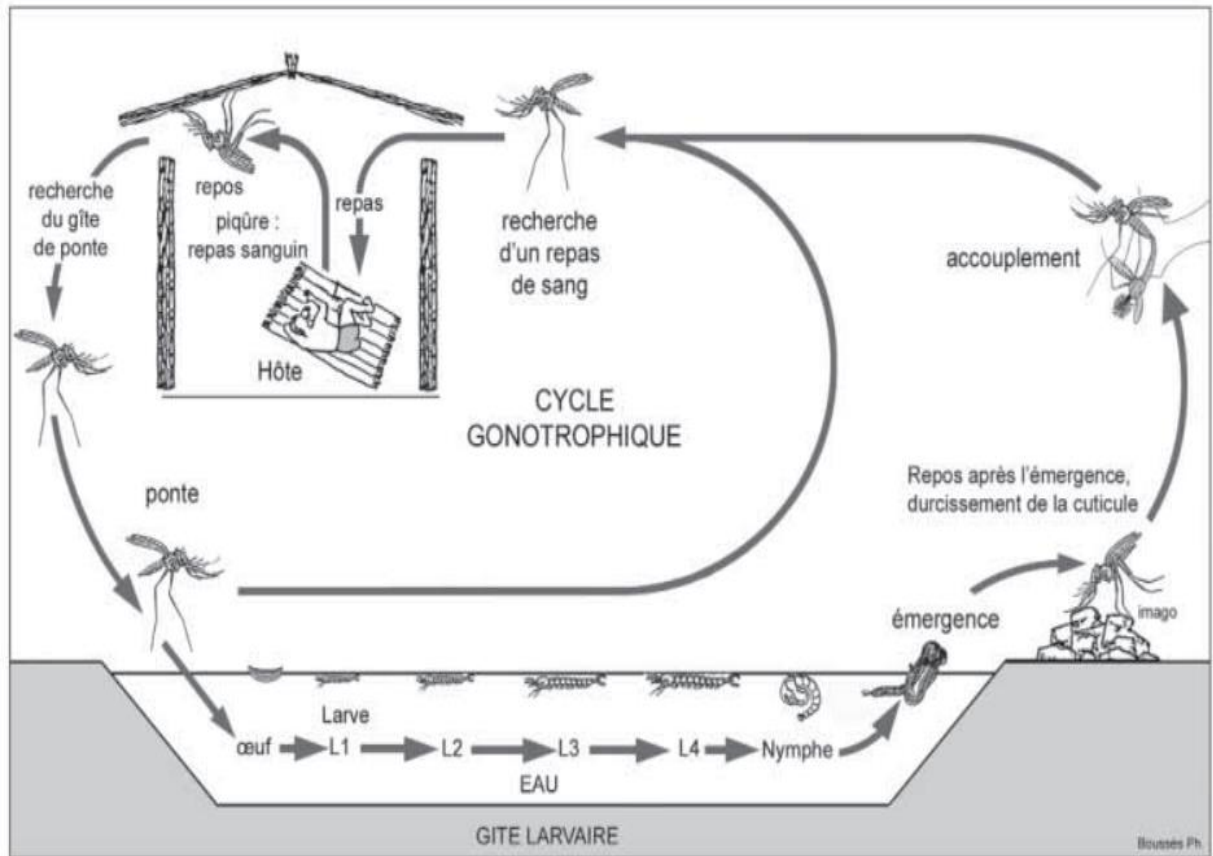 recherche
du gîte
de ponte
repos
piqûre :
repas sanguin
repas
Hôte
recherche
d'un repas
de sang
accouplement
CYCLE
GONOTROPHIQUE
Repos après l'émergence,
durcissement de la cuticule
ponte
émergence
imago
Larve
œuf L1 L2 L3 L4 Nymphe
EAU
GITE LARVAIRE
Boussès Ph.